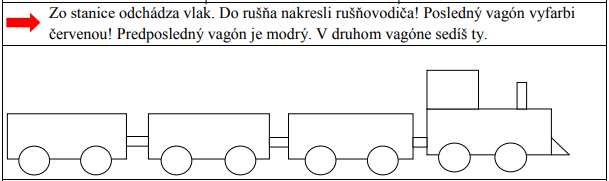 Zo stanice odchádza vlak. Do rušňa nakresli rušňovodiča! Posledný vagón vyfarbi
červenou! Predposledný vagón je modrý. V druhom vagóne sedíš ty.